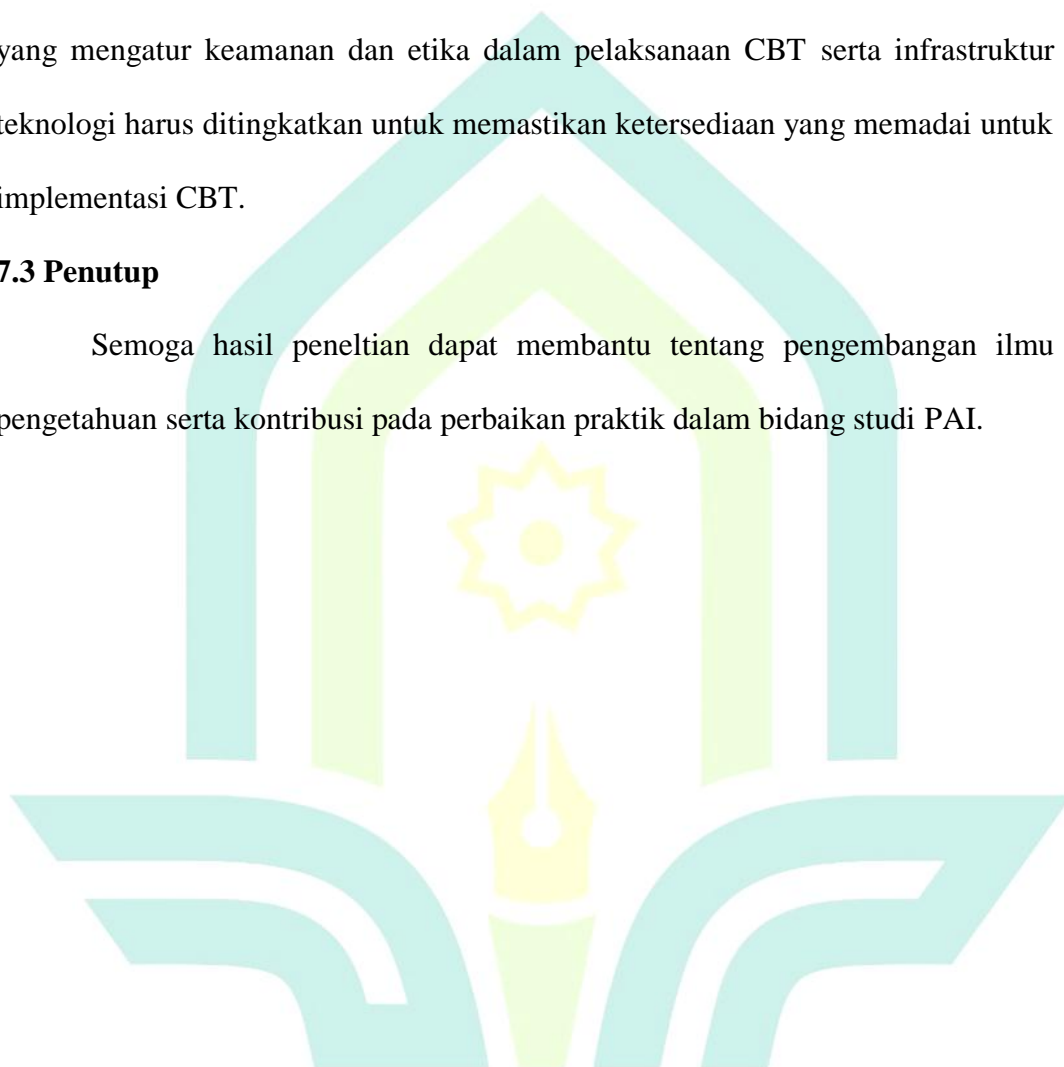 yang mengatur keamanan dan etika dalam pelaksanaan CBT serta infrastruktur
teknologi harus ditingkatkan untuk memastikan ketersediaan yang memadai untuk
implementasi CBT.
7.3 Penutup
Semoga hasil peneltian dapat membantu tentang pengembangan ilmu
pengetahuan serta kontribusi pada perbaikan praktik dalam bidang studi PAI.